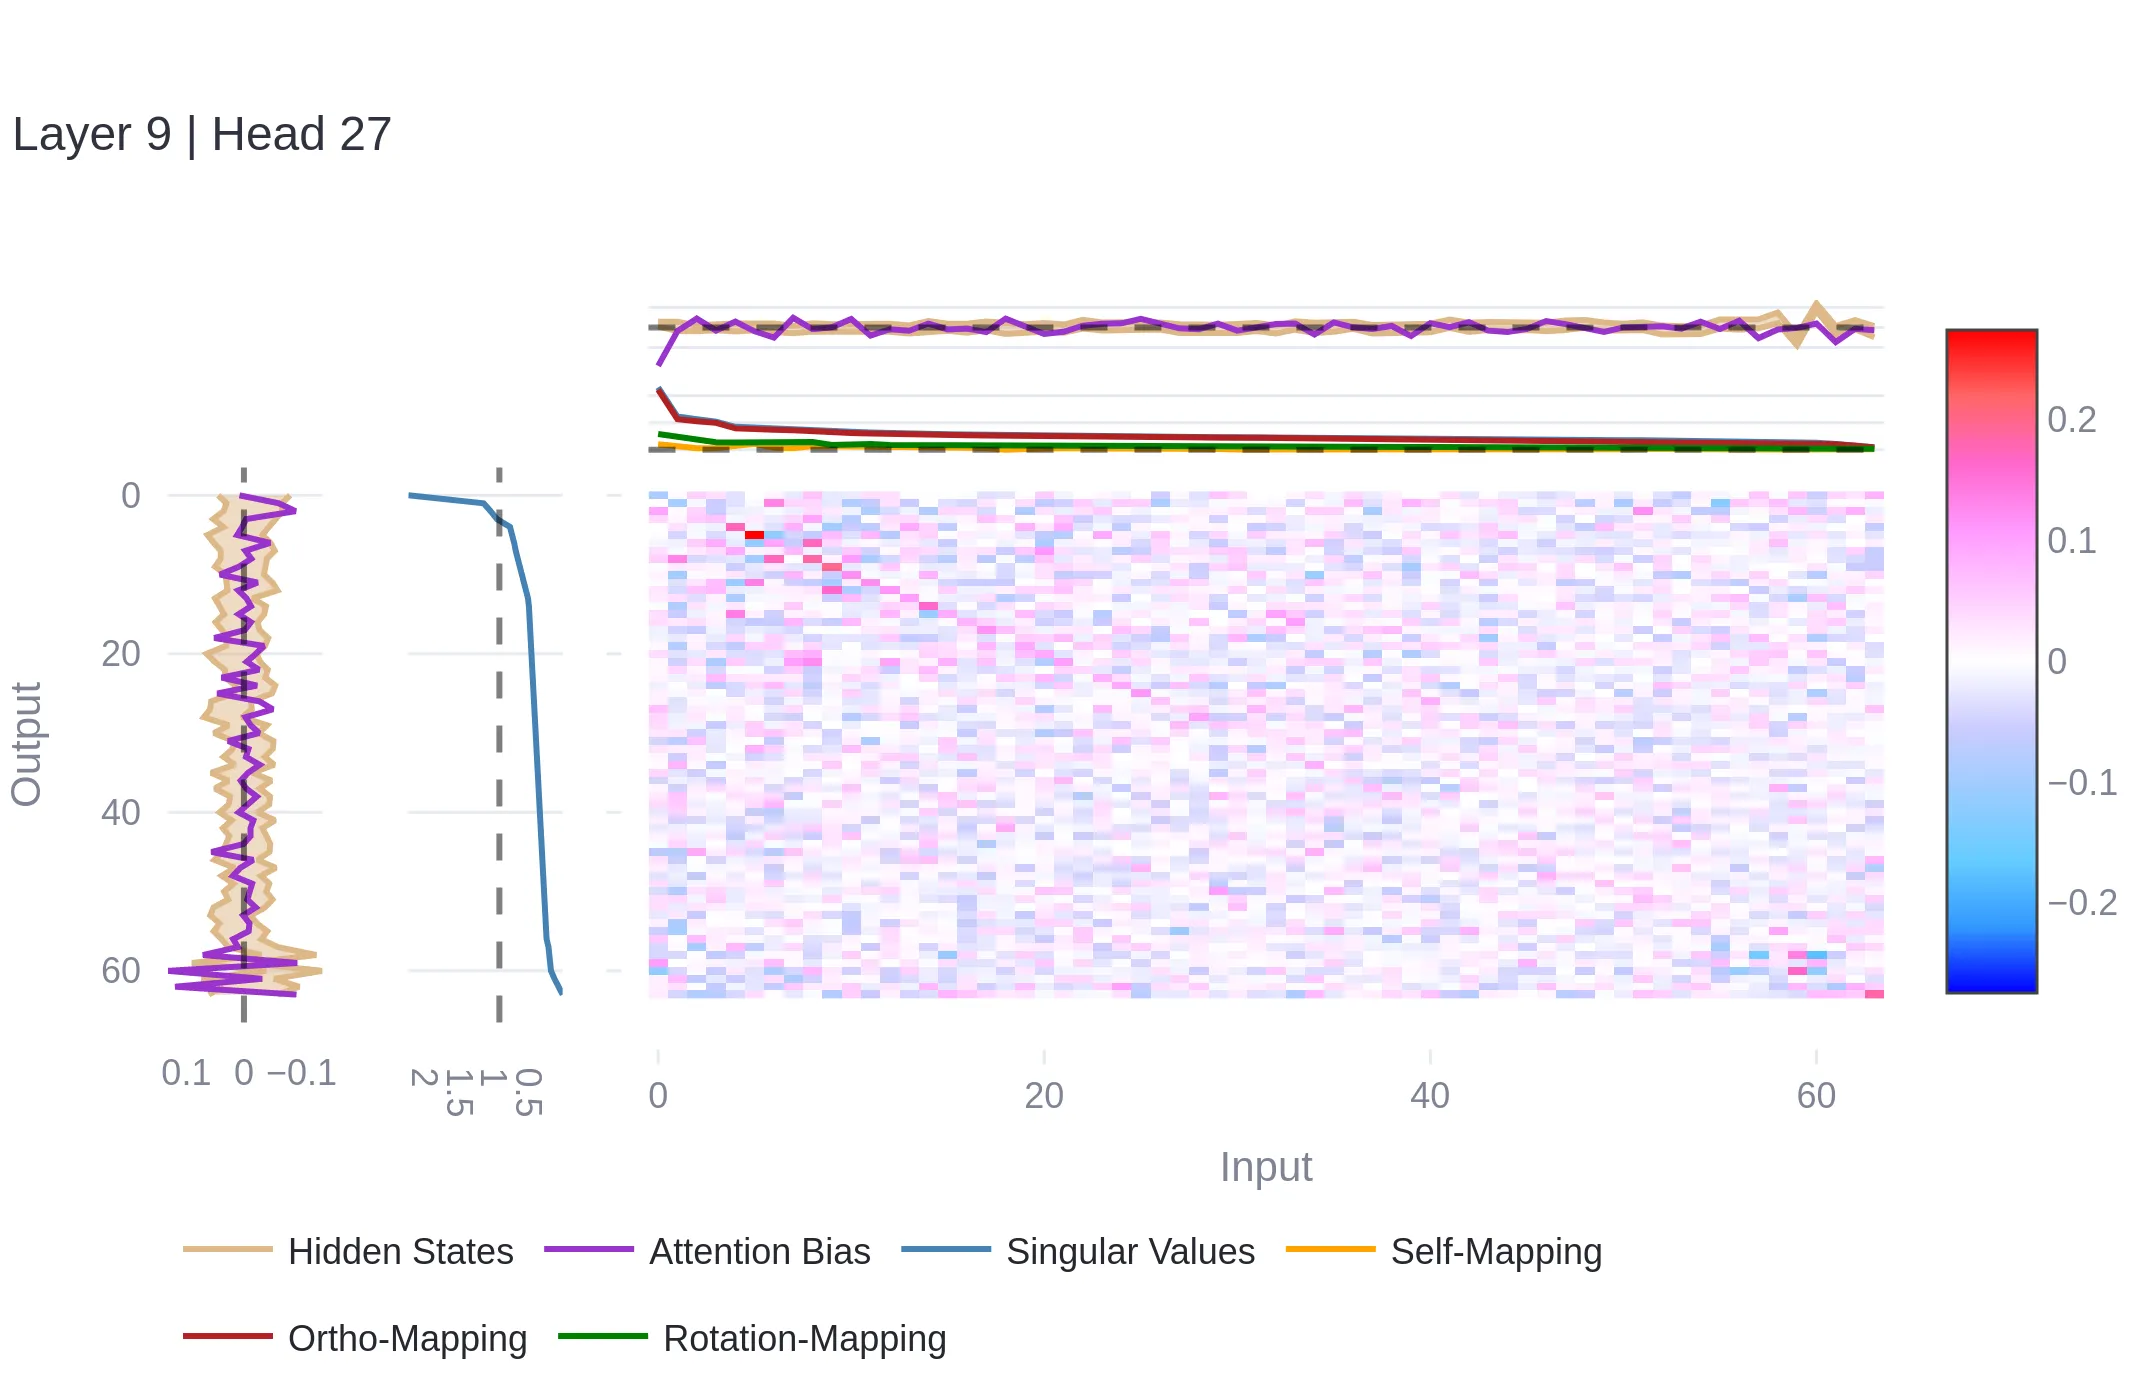 Layer 9 | Head 27
0
20
40
60
Output
0.1 0 −0.1
2 1.5 1 0.5
0 20 40 60
Input
0.2
0.1
0
−0.1
−0.2
Hidden States Attention Bias Singular Values Self-Mapping
Ortho-Mapping Rotation-Mapping